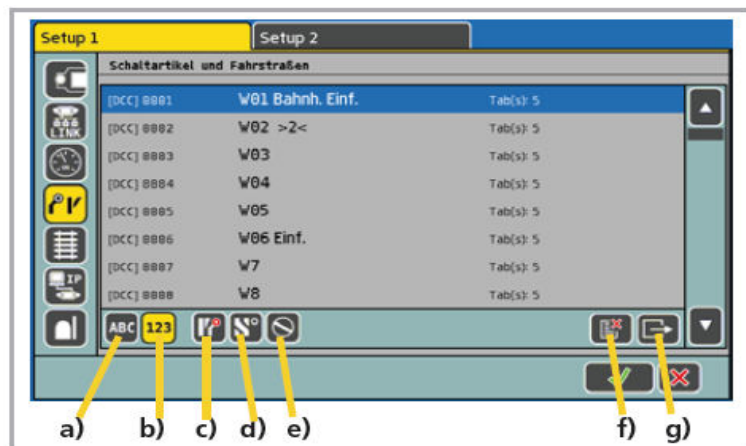 Setup 1
Setup 2
Schaltartikel und Fahrstraßen
[DCC] 0001 W01 Bahnh. Einf. Tab(s): 5
[DCC] 0002 W02 >2< Tab(s): 5
[DCC] 0003 W03 Tab(s): 5
[DCC] 0004 W04 Tab(s): 5
[DCC] 0005 W05 Tab(s): 5
[DCC] 0006 W06 Einf. Tab(s): 5
[DCC] 0007 W7 Tab(s): 5
[DCC] 0008 W8 Tab(s): 5
LINK
IP
ABC 123
a) b) c) d) e) f) g)